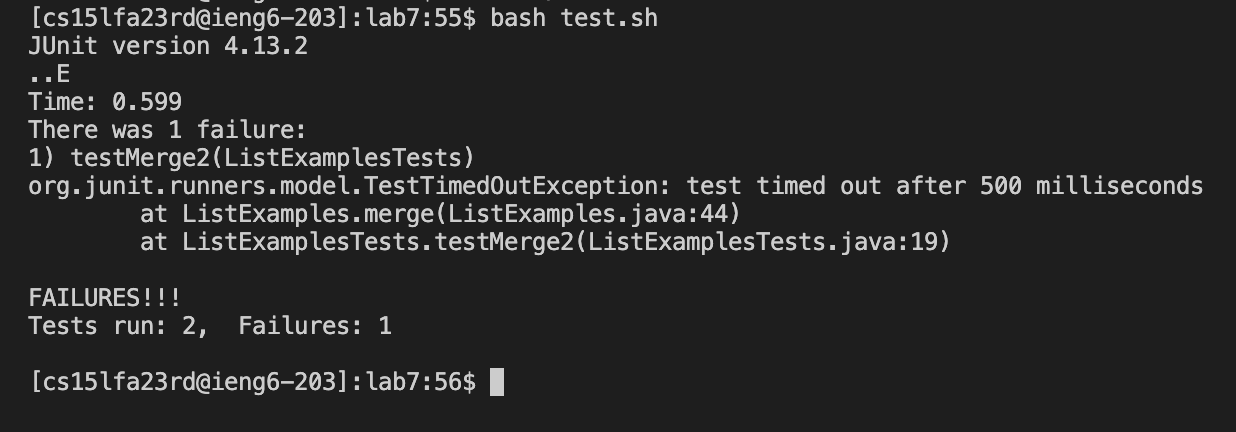 [cs15lfa23rd@ieng6-203]:lab7:55$ bash test.sh
JUnit version 4.13.2
..E
Time: 0.599
There was 1 failure:
1) testMerge2(ListExamplesTests)
org.junit.runners.model.TestTimedOutException: test timed out after 500 milliseconds
        at ListExamples.merge(ListExamples.java:44)
        at ListExamplesTests.testMerge2(ListExamplesTests.java:19)

FAILURES!!!
Tests run: 2,  Failures: 1

[cs15lfa23rd@ieng6-203]:lab7:56$